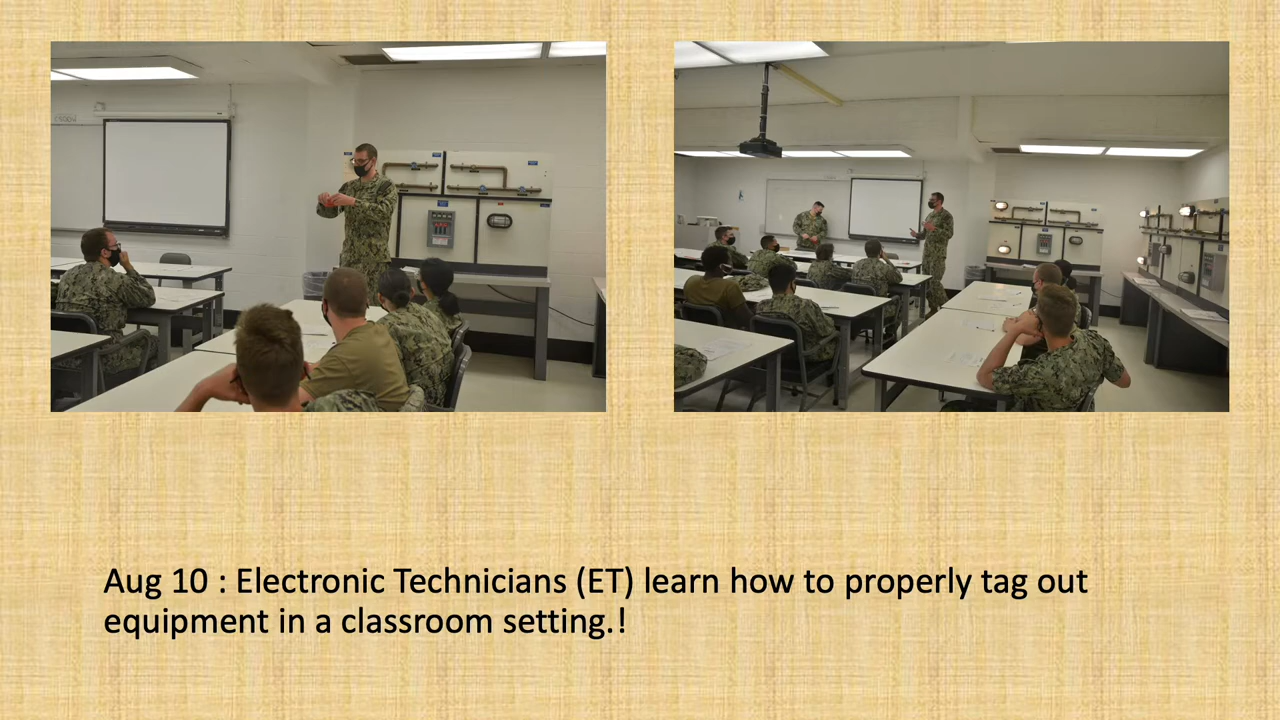 Aug 10 : Electronic Technicians (ET) learn how to properly tag out
equipment in a classroom setting.!